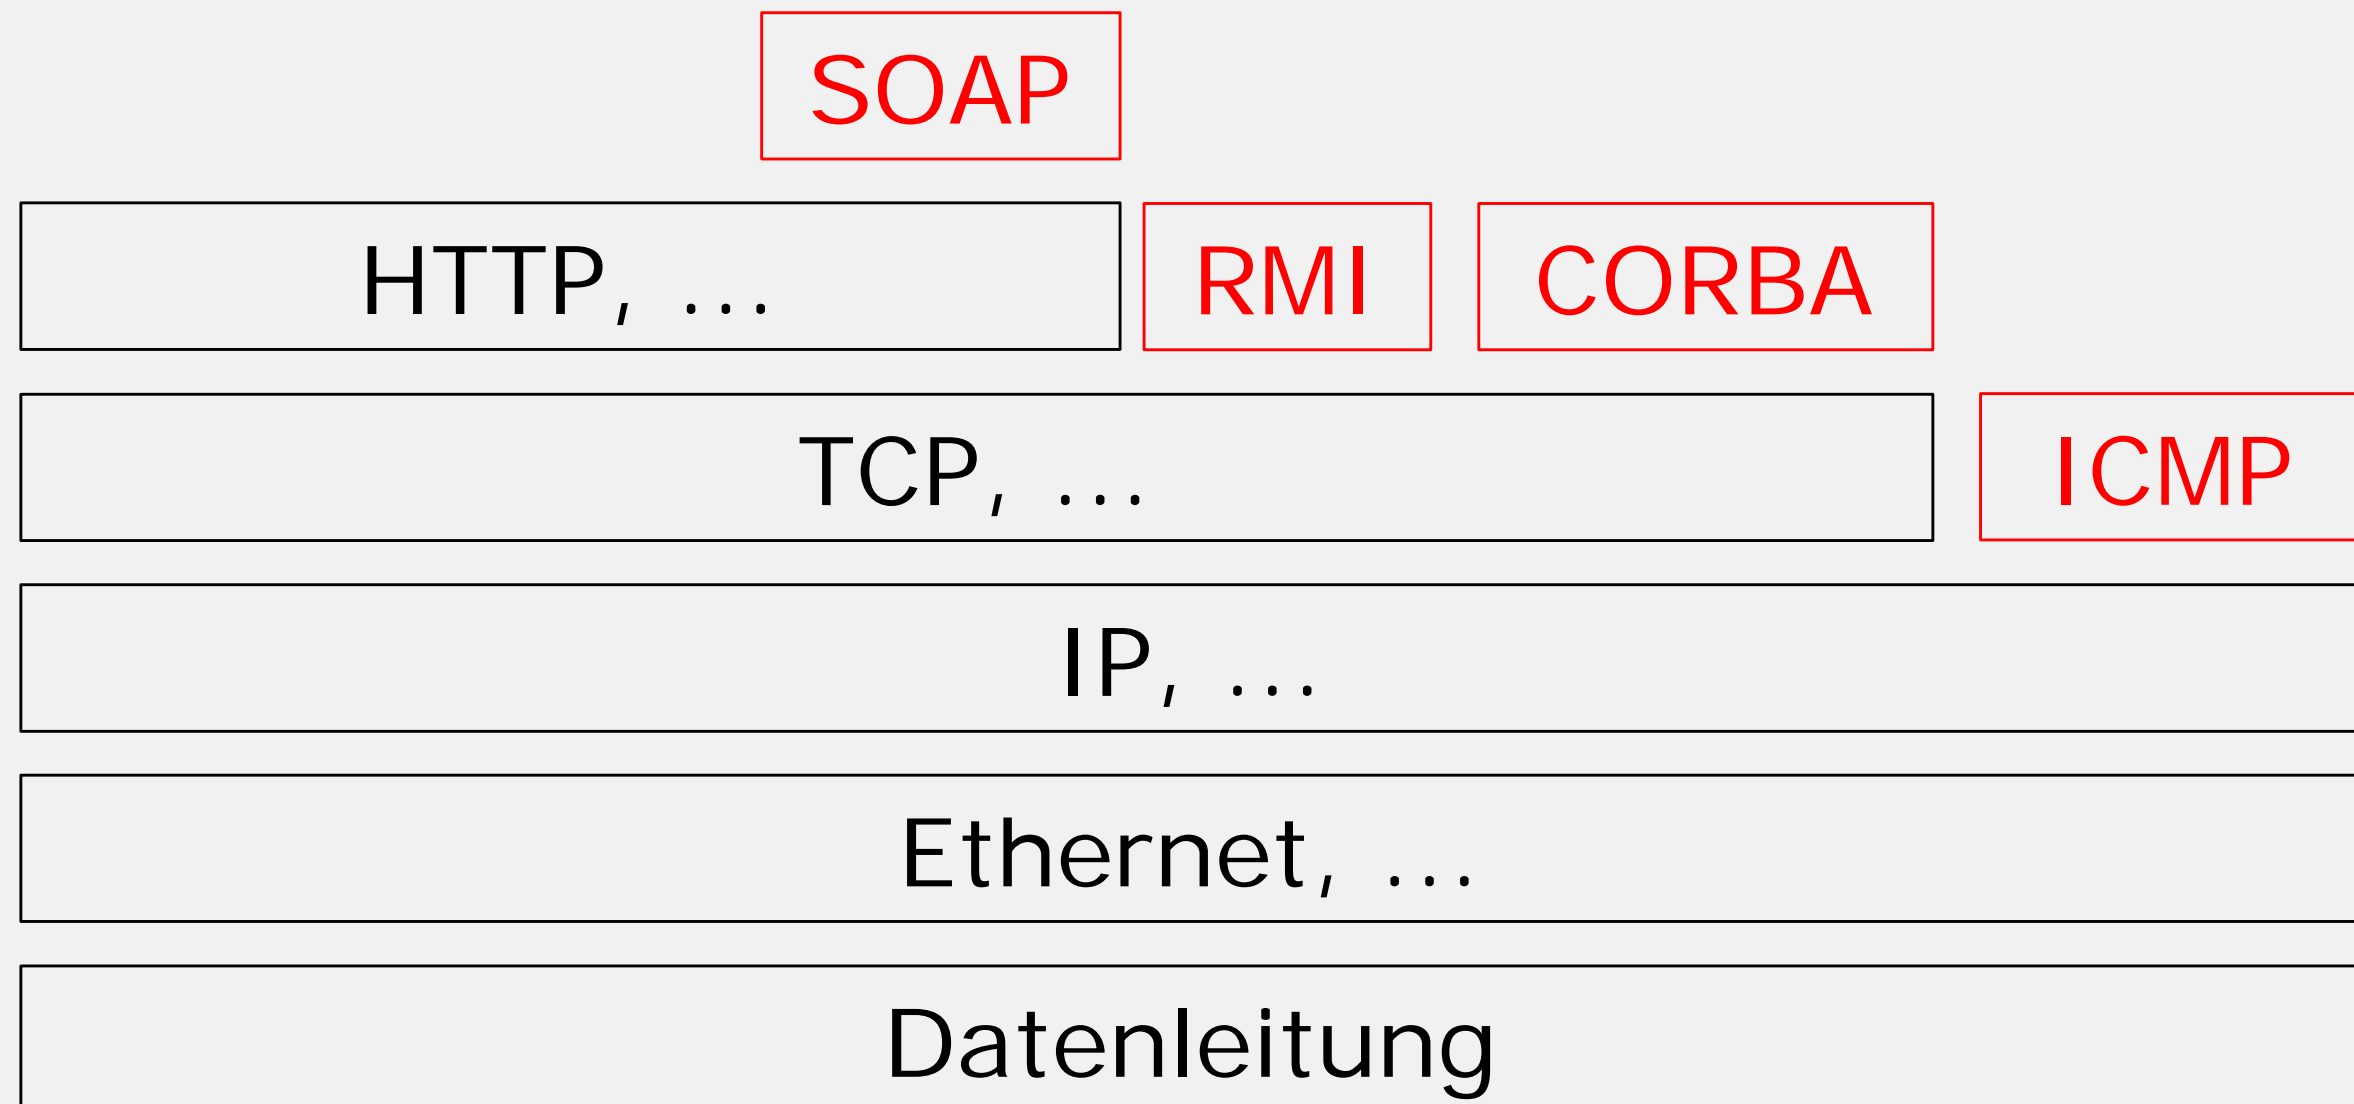 SOAP
HTTP, ... RMI CORBA
TCP, ... ICMP
IP, ...
Ethernet, ...
Datenleitung